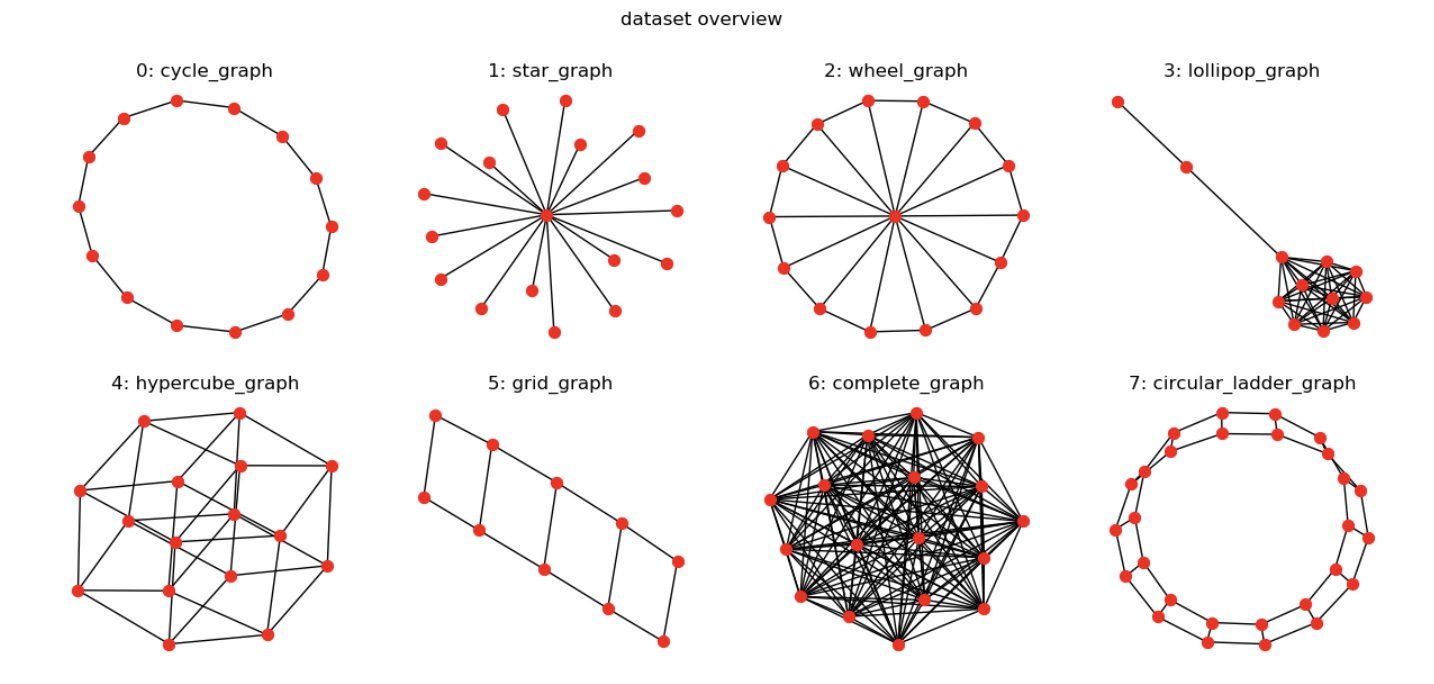 dataset overview
0: cycle_graph
1: star_graph
2: wheel_graph
3: lollipop_graph
4: hypercube_graph
5: grid_graph
6: complete_graph
7: circular_ladder_graph